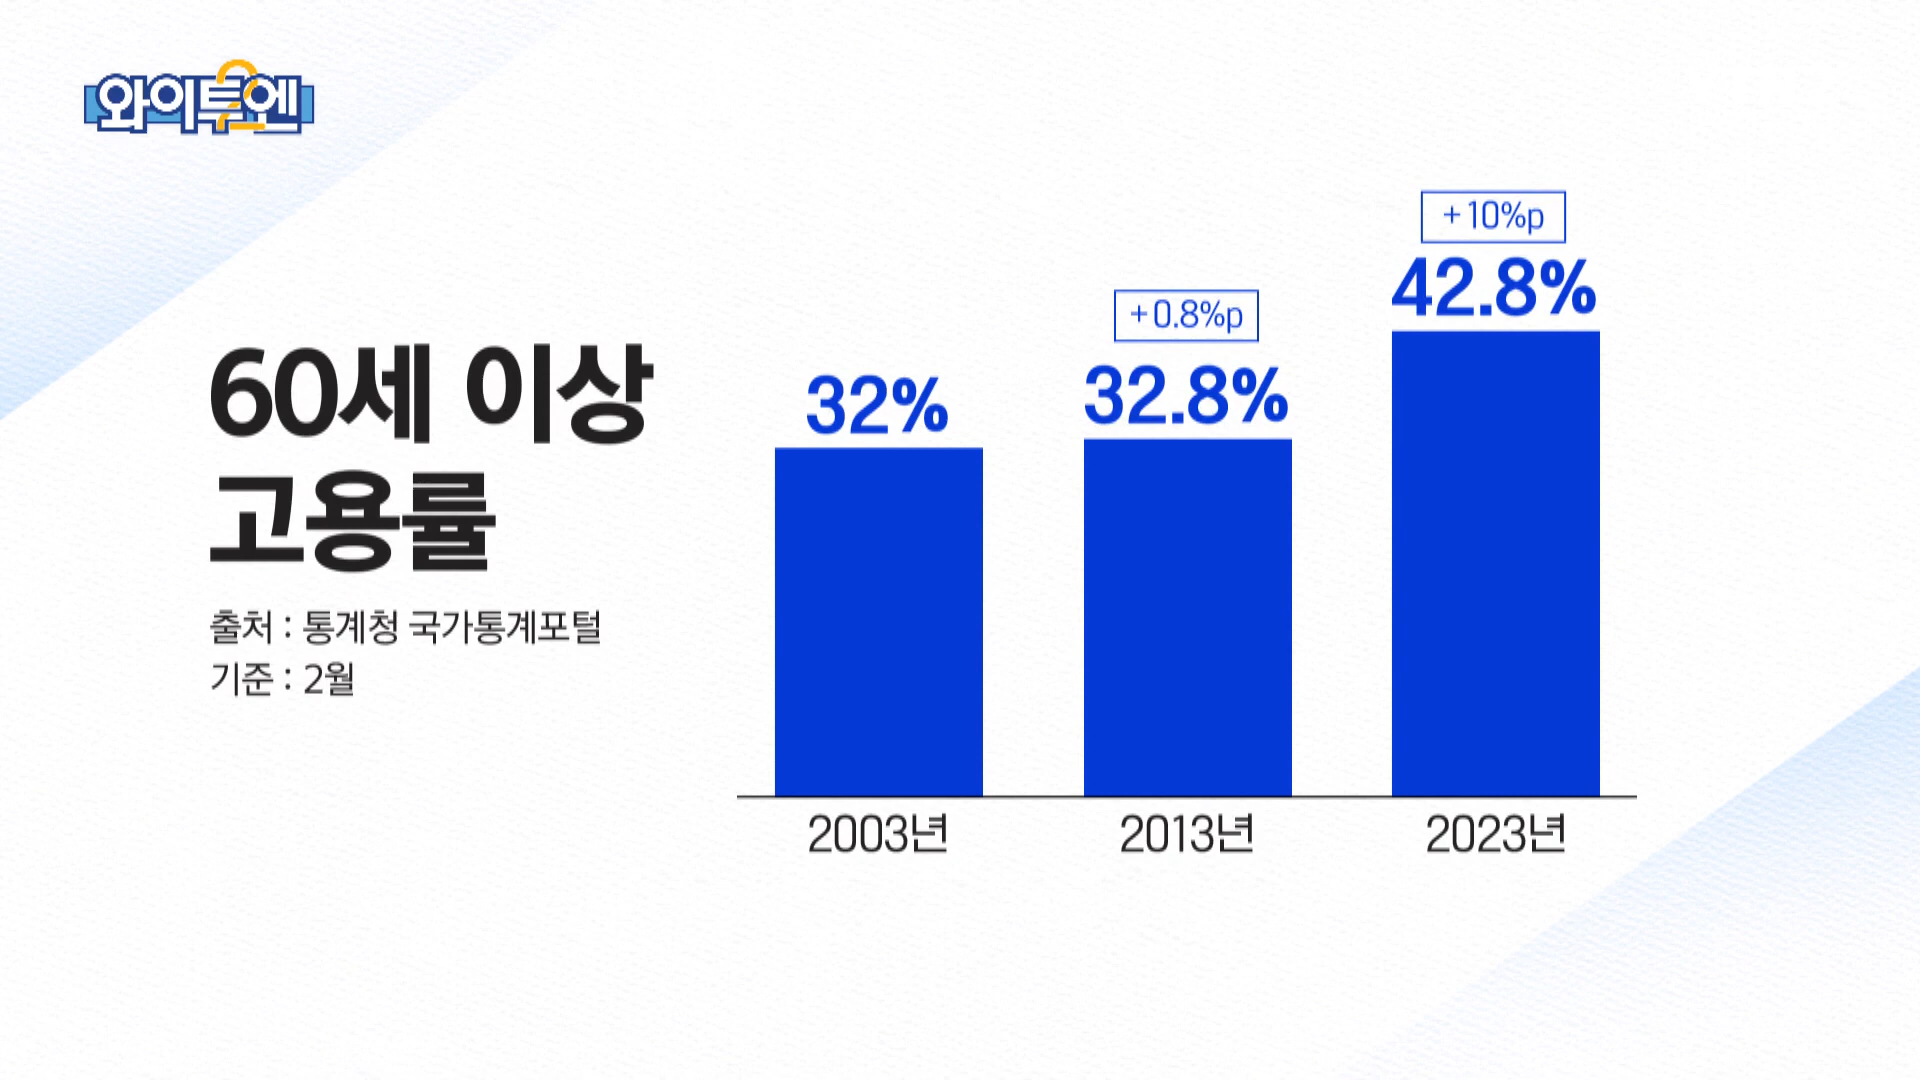 와이투엔
60세 이상
고용률
출처 : 통계청 국가통계포털
기준 : 2월
32%
+0.8%p
32.8%
+10%p
42.8%
2003년
2013년
2023년